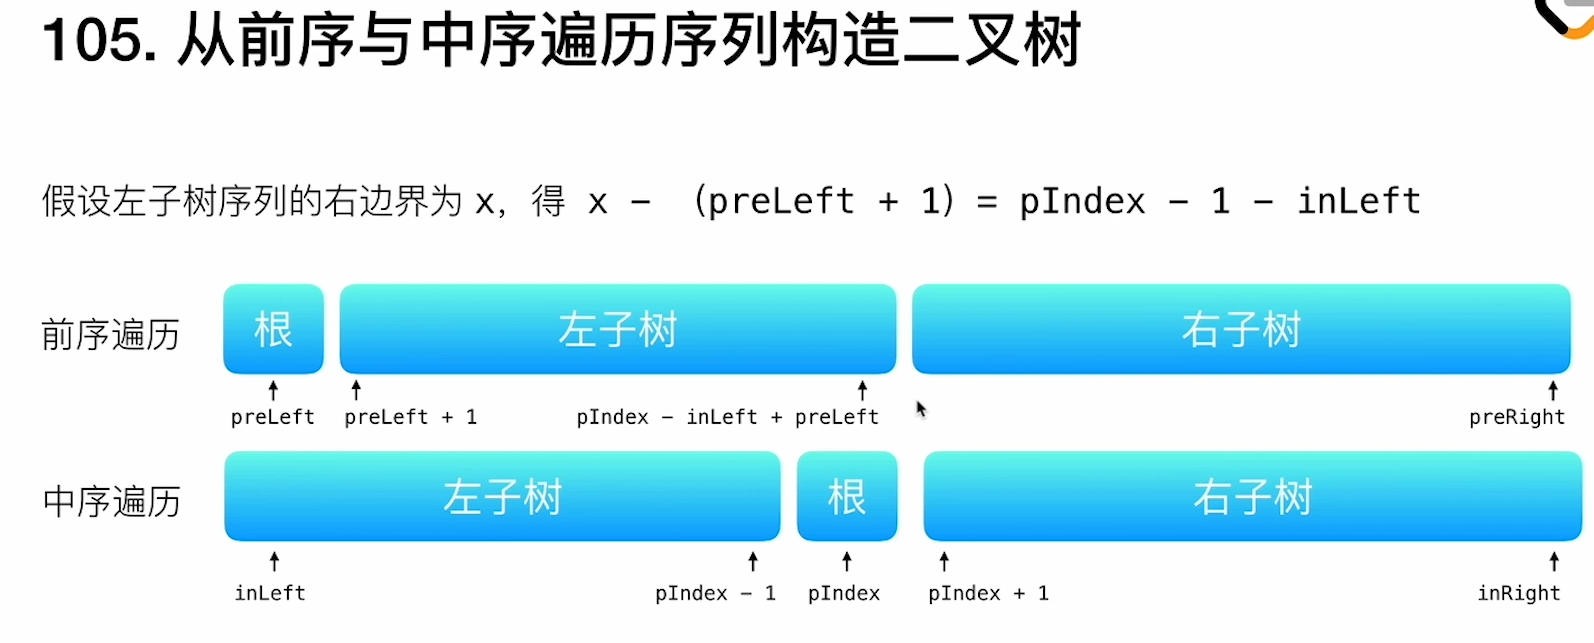 105. 从前序与中序遍历序列构造二叉树
假设左子树序列的右边界为 x，得 x - (preLeft + 1) = pIndex - 1 - inLeft
前序遍历 根 左子树 右子树
preLeft preLeft + 1 pIndex - inLeft + preLeft preRight
中序遍历 左子树 根 右子树
inLeft pIndex - 1 pIndex pIndex + 1 inRight